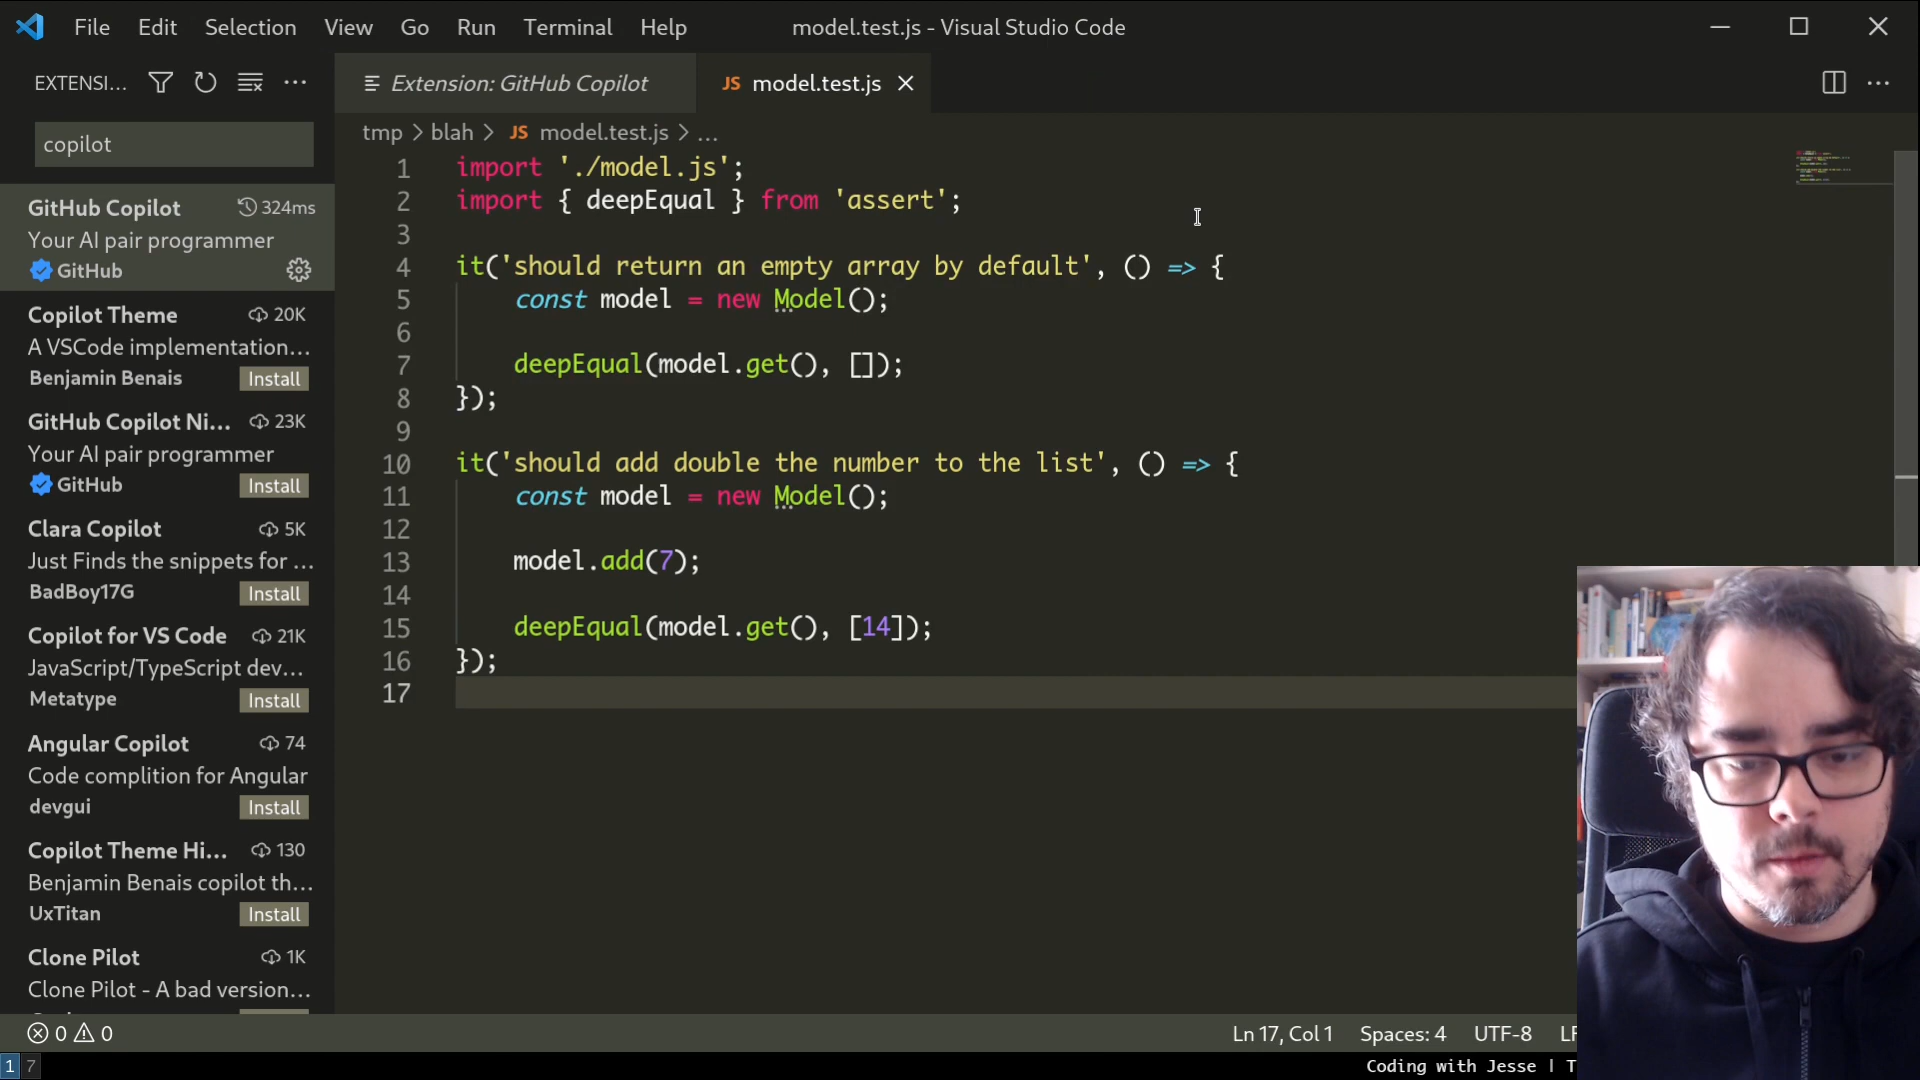 File Edit Selection View Go Run Terminal Help model.test.js - Visual Studio Code
EXTENSI...
copilot
GitHub Copilot 324ms
Your AI pair programmer
GitHub
Copilot Theme 20K
A VSCode implementation...
Benjamin Benais Install
GitHub Copilot Ni... 23K
Your AI pair programmer
GitHub Install
Clara Copilot 5K
Just Finds the snippets for ...
BadBoy17G Install
Copilot for VS Code 21K
JavaScript/TypeScript dev...
Metatype Install
Angular Copilot 74
Code complition for Angular
devgui Install
Copilot Theme Hi... 130
Benjamin Benais copilot th...
UxTitan Install
Clone Pilot 1K
Clone Pilot - A bad version...
Extension: GitHub Copilot JS model.test.js
tmp > blah > JS model.test.js > ...
1 import './model.js';
2 import { deepEqual } from 'assert';
3
4 it('should return an empty array by default', () => {
5 const model = new Model();
6
7 deepEqual(model.get(), []);
8 });
9
10 it('should add double the number to the list', () => {
11 const model = new Model();
12
13 model.add(7);
14
15 deepEqual(model.get(), [14]);
16 });
17
0 0 Ln 17, Col 1 Spaces: 4 UTF-8 LF
1 7 Coding with Jesse | T